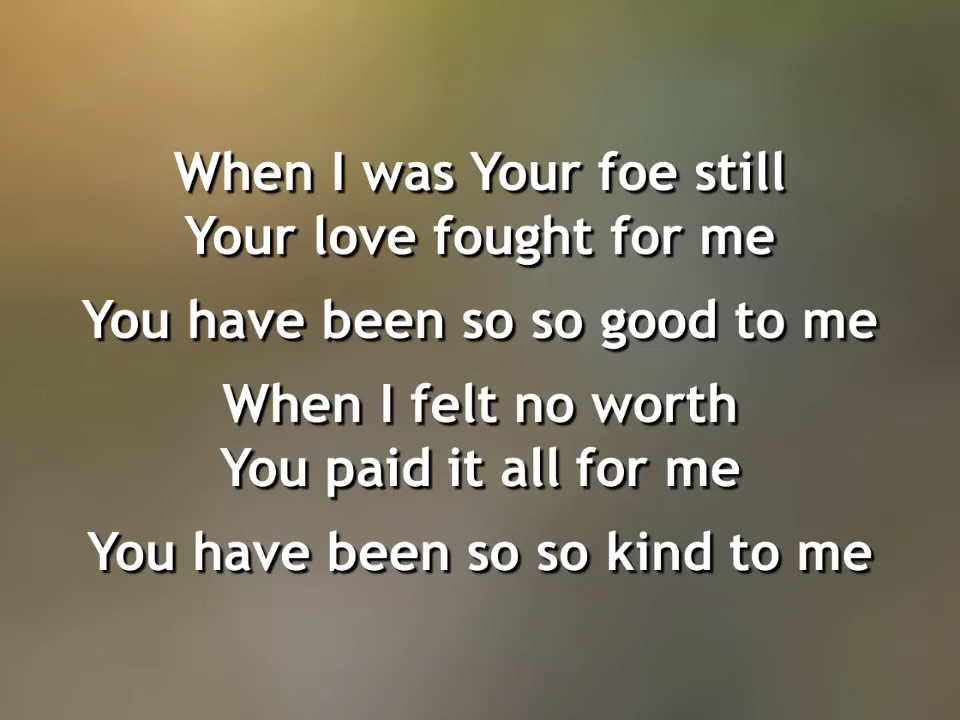 When I was Your foe still
Your love fought for me
You have been so so good to me
When I felt no worth
You paid it all for me
You have been so so kind to me